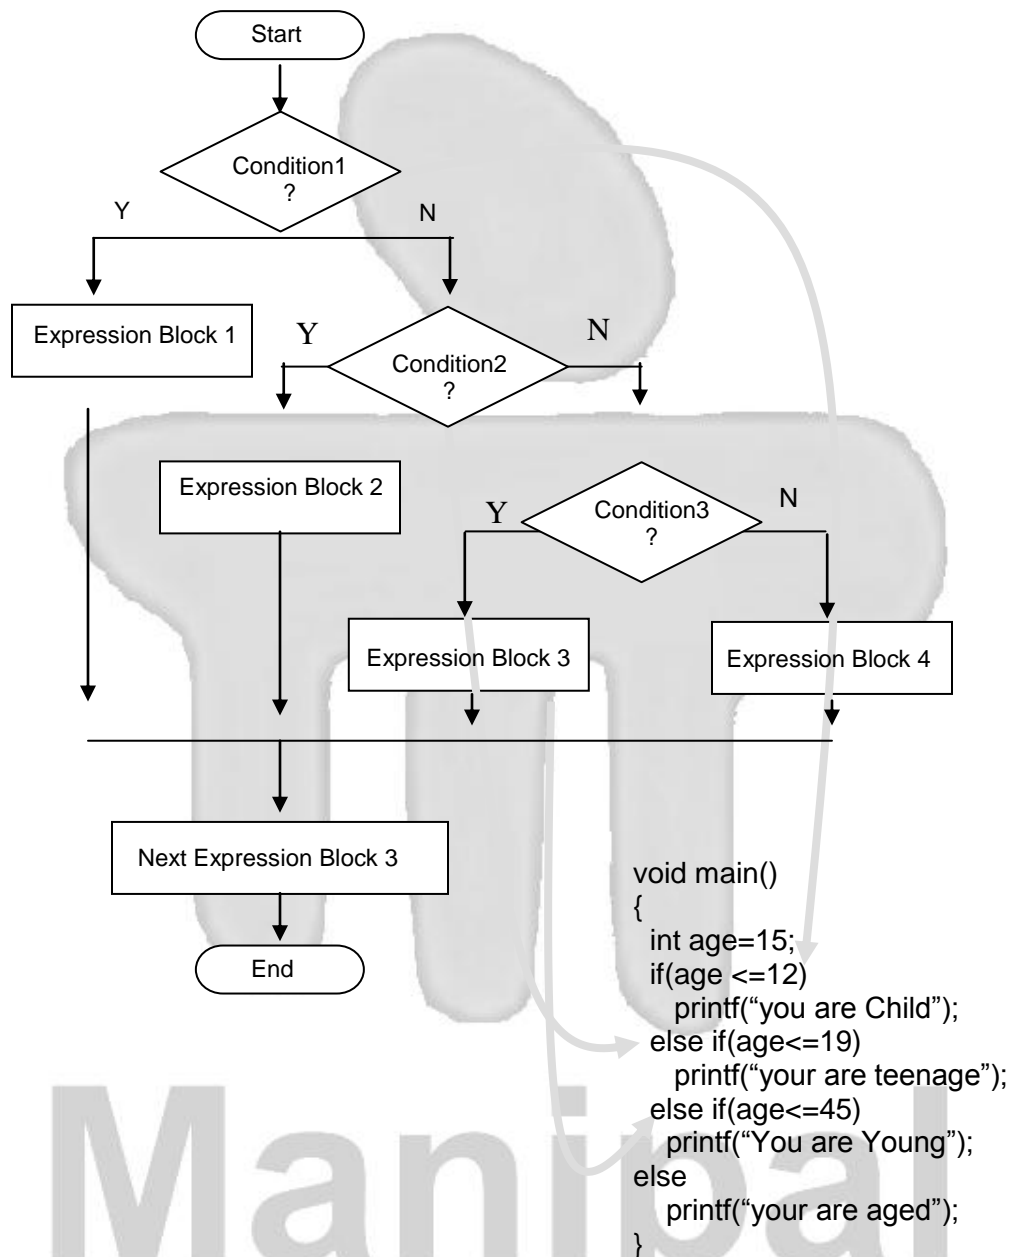 Start
Condition1
?
Y
N
Expression Block 1
Y
Condition2
?
N
Expression Block 2
Y
Condition3
?
N
Expression Block 3
Expression Block 4
Next Expression Block 3
End
void main()
{
int age=15;
if(age <=12)
printf(“you are Child”);
else if(age<=19)
printf(“your are teenage”);
else if(age<=45)
printf(“You are Young”);
else
printf(“your are aged”);
}
Manipal